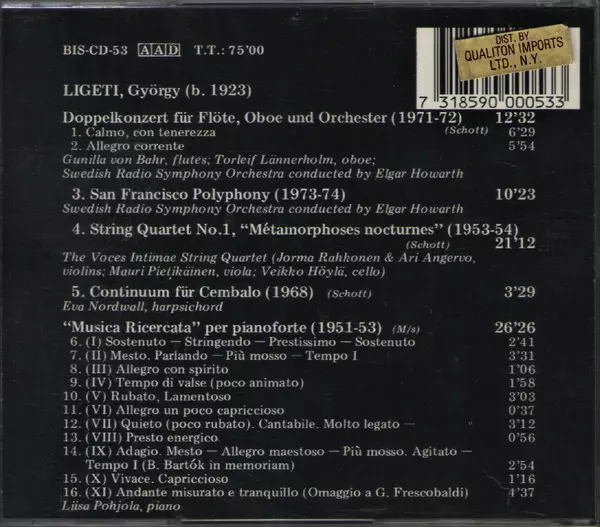 BIS-CD-53 AAD T.T.: 75'00
DIST. BY
QUALITON IMPORTS
LTD., N.Y.
7 318590 000533
LIGETI, György (b. 1923)
Doppelkonzert für Flöte, Oboe und Orchester (1971-72) 12'32
1. Calmo, con tenerezza (Schott) 6'29
2. Allegro corrente 5'54
Gunilla von Bahr, flutes; Torleif Lännerholm, oboe;
Swedish Radio Symphony Orchestra conducted by Elgar Howarth
3. San Francisco Polyphony (1973-74) 10'23
Swedish Radio Symphony Orchestra conducted by Elgar Howarth
4. String Quartet No.1, “Métamorphoses nocturnes” (1953-54)
(Schott) 21'12
The Voces Intimae String Quartet (Jorma Rahkonen & Ari Angervo,
violins; Mauri Pietikäinen, viola; Veikko Höylä, cello)
5. Continuum für Cembalo (1968) (Schott) 3'29
Eva Nordwall, harpsichord
“Musica Ricercata” per pianoforte (1951-53) (M/s) 26'26
6. (I) Sostenuto — Stringendo — Prestissimo — Sostenuto 2'41
7. (II) Mesto. Parlando — Più mosso — Tempo I 3'31
8. (III) Allegro con spirito 1'06
9. (IV) Tempo di valse (poco animato) 1'58
10. (V) Rubato, Lamentoso 3'03
11. (VI) Allegro un poco capriccioso 0'37
12. (VII) Quieto (poco rubato). Cantabile. Molto legato — 3'12
13. (VIII) Presto energico 0'56
14. (IX) Adagio. Mesto — Allegro maestoso — Più mosso. Agitato —
Tempo I (B. Bartók in memoriam) 2'54
15. (X) Vivace. Capriccioso 1'16
16. (XI) Andante misurato e tranquillo (Omaggio a G. Frescobaldi) 4'37
Liisa Pohjola, piano